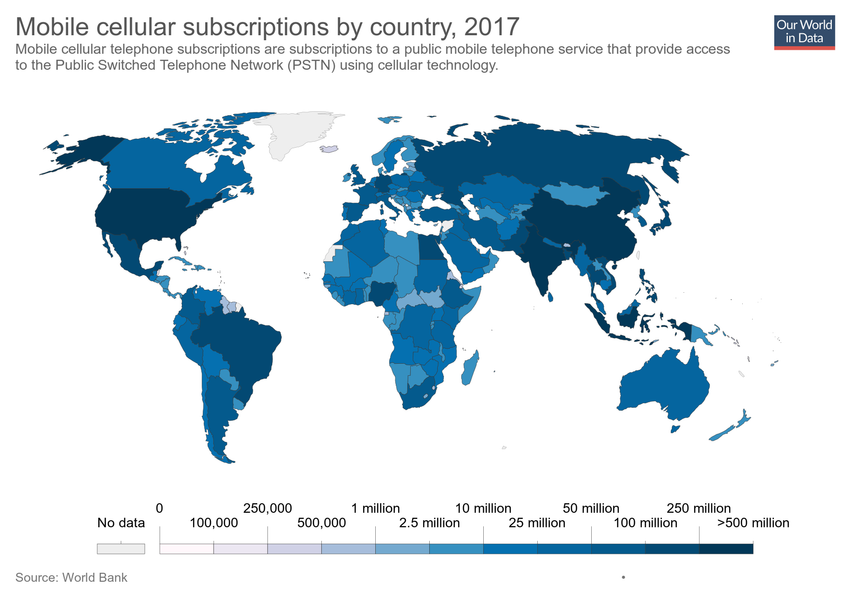 Mobile cellular subscriptions by country, 2017
Our World
in Data
Mobile cellular telephone subscriptions are subscriptions to a public mobile telephone service that provide access
to the Public Switched Telephone Network (PSTN) using cellular technology.
0 250,000 1 million 10 million 50 million 250 million
No data 100,000 500,000 2.5 million 25 million 100 million >500 million
Source: World Bank